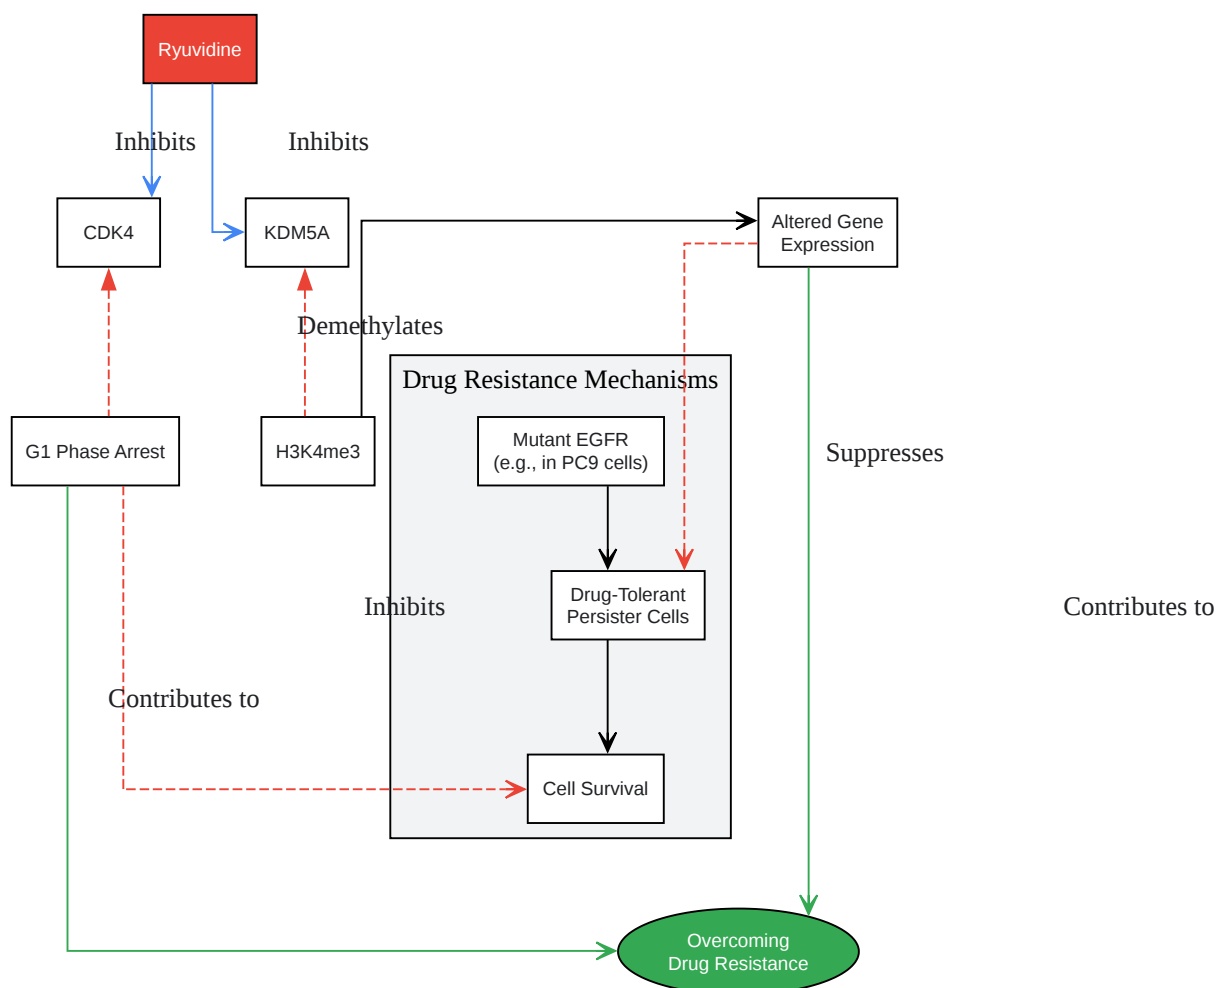 Ryuvidine
Inhibits
Inhibits
CDK4
KDM5A
Altered Gene
Expression
Demethylates
Drug Resistance Mechanisms
G1 Phase Arrest
H3K4me3
Mutant EGFR
(e.g., in PC9 cells)
Suppresses
Inhibits
Drug-Tolerant
Persister Cells
Contributes to
Contributes to
Cell Survival
Overcoming
Drug Resistance